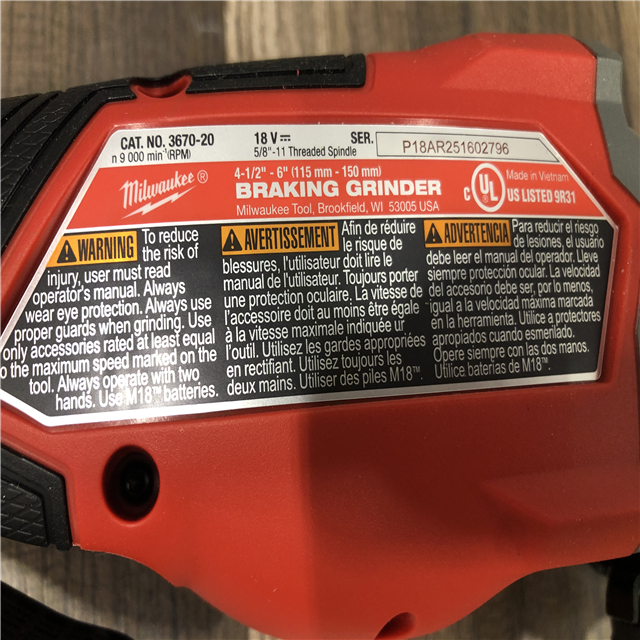 CAT. NO. 3670-20 18 V SER. P18AR251602796
n 9 000 min⁻¹(RPM) 5/8"-11 Threaded Spindle
Milwaukee®
4-1/2" - 6" (115 mm - 150 mm)
BRAKING GRINDER
Milwaukee Tool, Brookfield, WI 53005 USA
Made in Vietnam
C UL US LISTED 9R31
®
WARNING To reduce
the risk of
injury, user must read
operator's manual. Always
wear eye protection. Always use
proper guards when grinding. Use
only accessories rated at least equal
to the maximum speed marked on the
tool. Always operate with two
hands. Use M18™ batteries.
AVERTISSEMENT Afin de réduire
le risque de
blessures, l'utilisateur doit lire le
manual de l'utilisateur. Toujours porter
une protection oculaire. La vitesse de
l'accessoire doit au moins être égale
à la vitesse maximale indiquée ur
l'outil. Utilisez les gardes appropriées
en rectifiant. Utilisez toujours les
deux mains. Utiliser des piles M18™.
ADVERTENCIA Para reducir el riesgo
de lesiones, el usuario
debe leer el manual del operador. Lleve
siempre protección ocular. La velocidad
del accesorio debe ser, por lo menos,
igual a la velocidad máxima marcada
en la herramienta. Utilice a protectores
apropriados cuando esmerilado.
Opere siempre con las dos manos.
Utilice baterías de M18™.